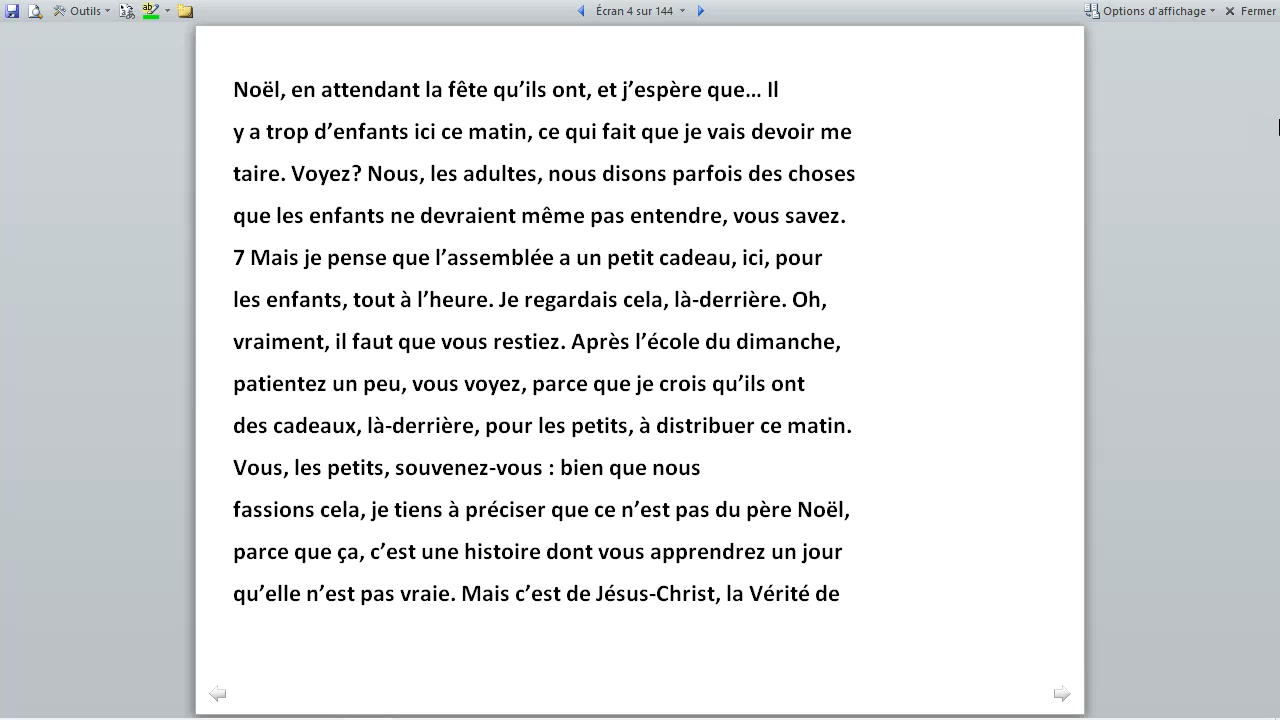 Outils
Écran 4 sur 144
Options d'affichage
Fermer
Noël, en attendant la fête qu’ils ont, et j’espère que… Il
y a trop d’enfants ici ce matin, ce qui fait que je vais devoir me
taire. Voyez? Nous, les adultes, nous disons parfois des choses
que les enfants ne devraient même pas entendre, vous savez.
7 Mais je pense que l’assemblée a un petit cadeau, ici, pour
les enfants, tout à l’heure. Je regardais cela, là-derrière. Oh,
vraiment, il faut que vous restiez. Après l’école du dimanche,
patientez un peu, vous voyez, parce que je crois qu’ils ont
des cadeaux, là-derrière, pour les petits, à distribuer ce matin.
Vous, les petits, souvenez-vous : bien que nous
fassions cela, je tiens à préciser que ce n’est pas du père Noël,
parce que ça, c’est une histoire dont vous apprendrez un jour
qu’elle n’est pas vraie. Mais c’est de Jésus-Christ, la Vérité de